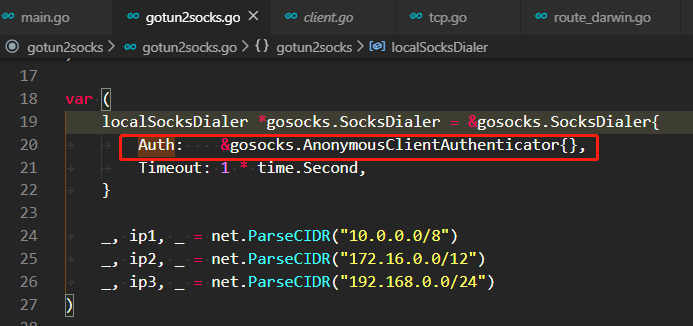 main.go gotun2socks.go × client.go tcp.go route_darwin.go
gotun2socks > gotun2socks.go > {} gotun2socks > localSocksDialer
17
18 var (
19 localSocksDialer *gosocks.SocksDialer = &gosocks.SocksDialer{
20 Auth: &gosocks.AnonymousClientAuthenticator{},
21 Timeout: 1 * time.Second,
22 }
23
24 _, ip1, _ = net.ParseCIDR("10.0.0.0/8")
25 _, ip2, _ = net.ParseCIDR("172.16.0.0/12")
26 _, ip3, _ = net.ParseCIDR("192.168.0.0/24")
27 )